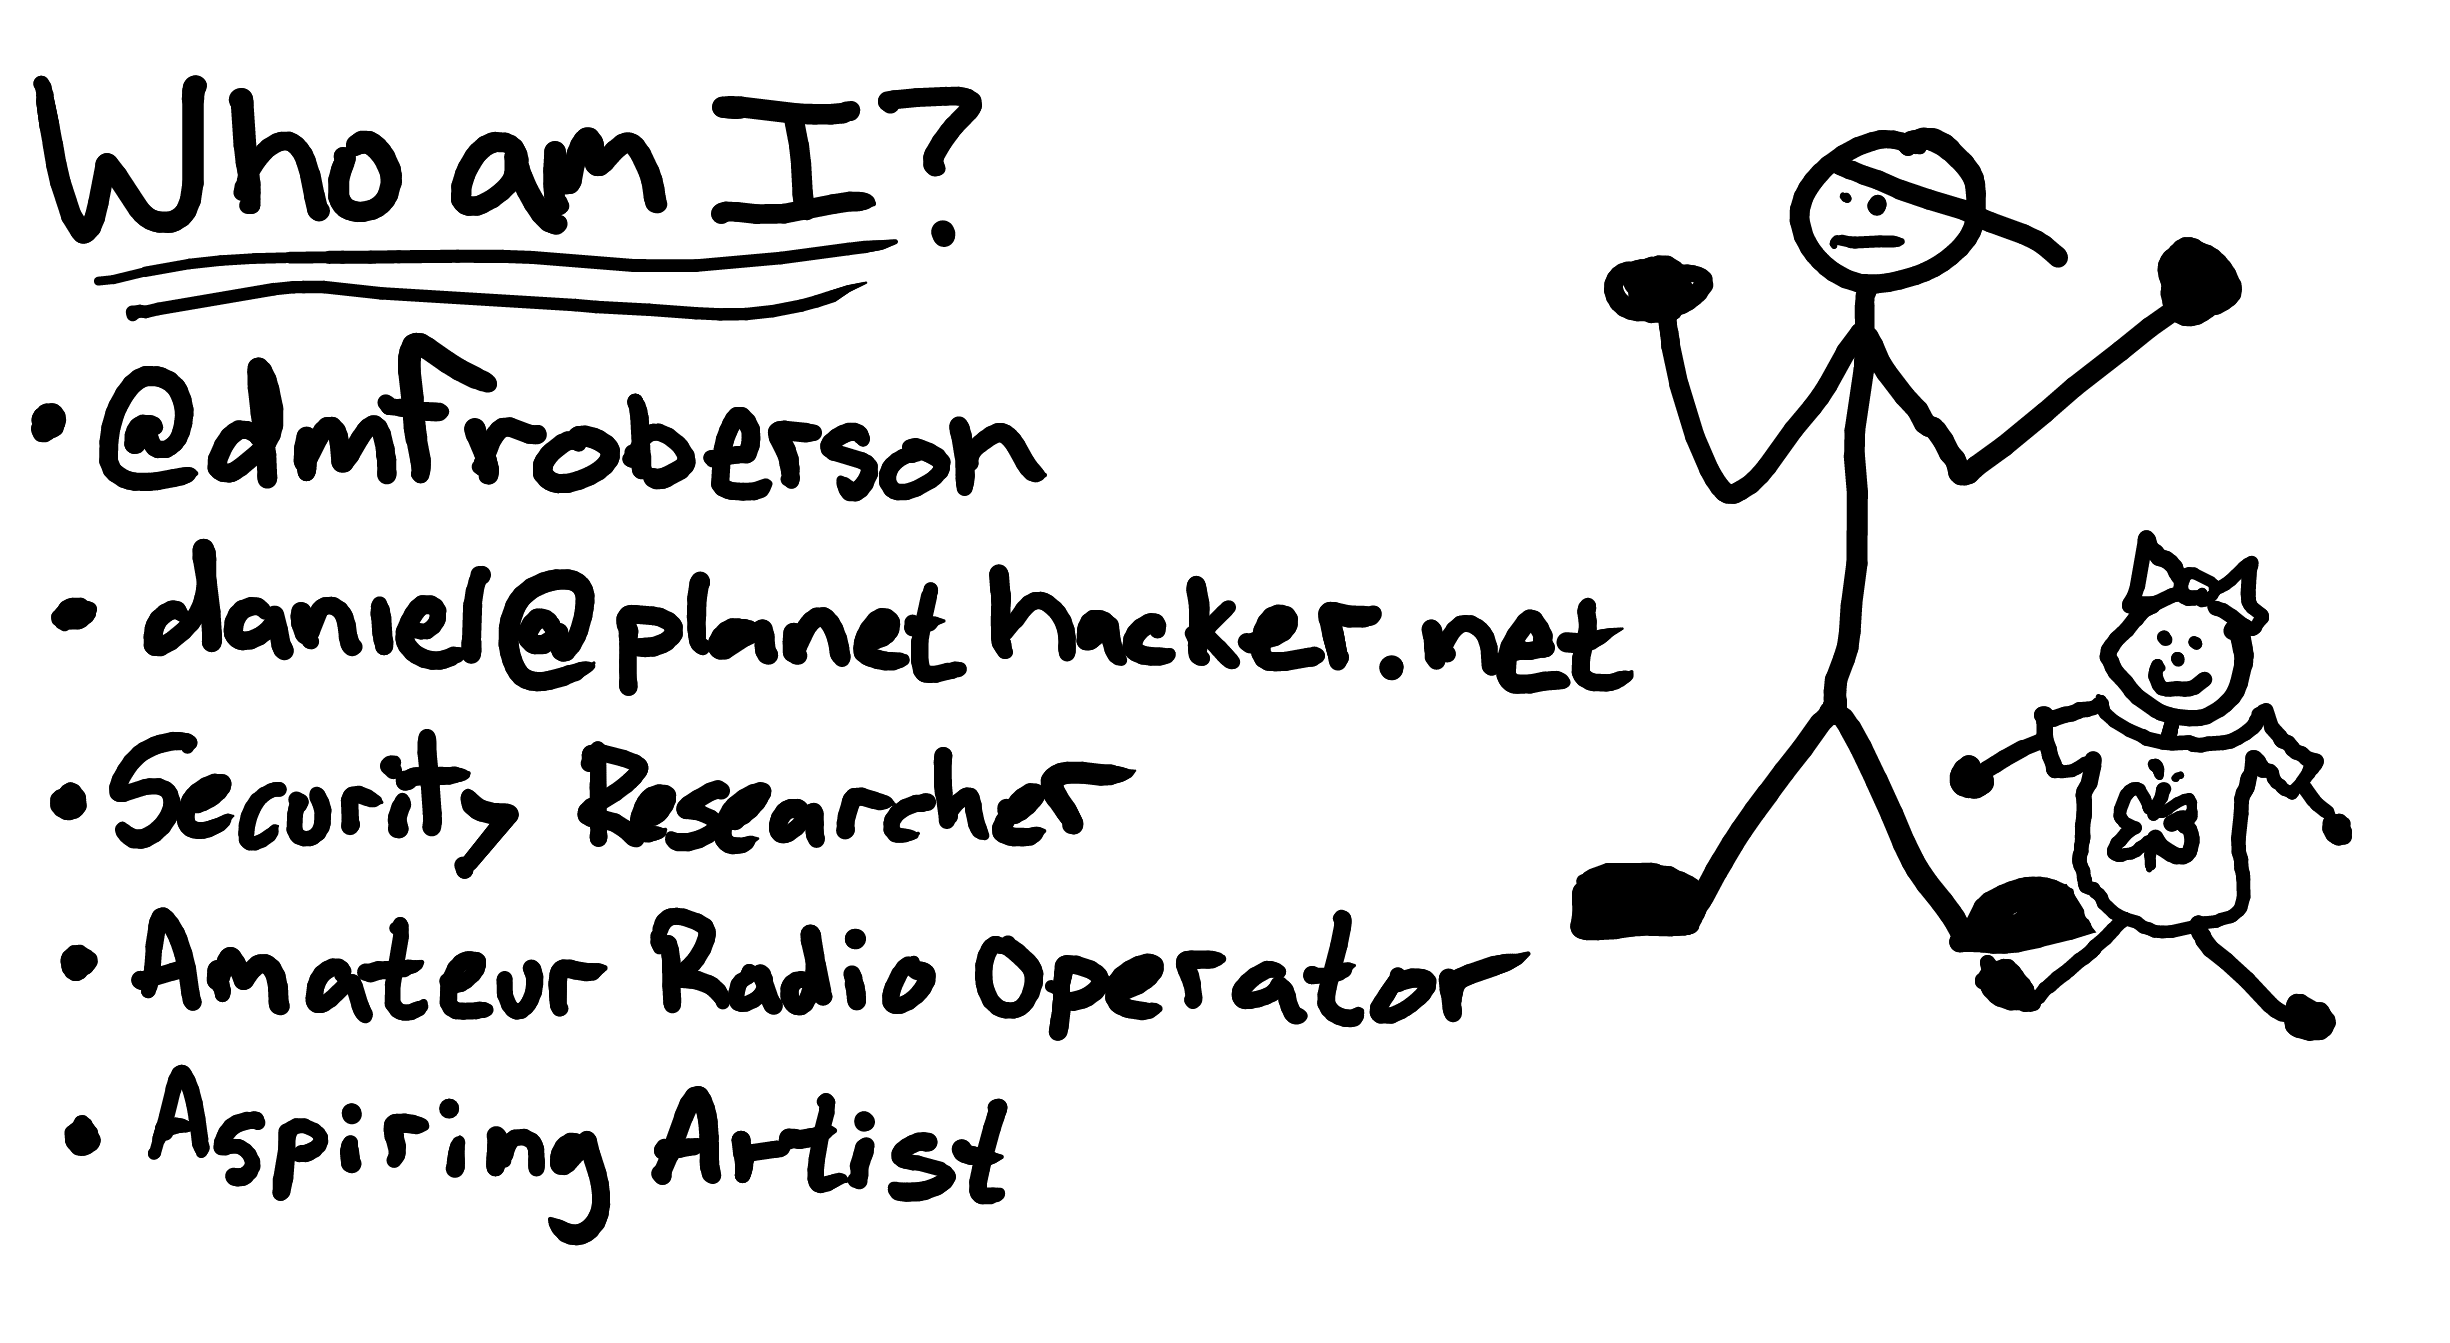 Who am I?
• @dmfroberson
• daniel@planethacker.net
• Security Researcher
• Amateur Radio Operator
• Aspiring Artist